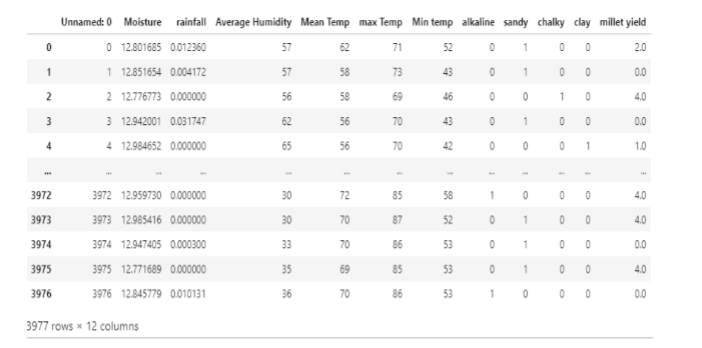 Unnamed: 0 Moisture rainfall Average Humidity Mean Temp max Temp Min temp alkaline sandy chalky clay millet yield
0 0 12.801685 0.012360 57 62 71 52 0 1 0 0 2.0
1 1 12.851654 0.004172 57 58 73 43 0 1 0 0 0.0
2 2 12.776773 0.000000 56 58 69 46 0 0 1 0 4.0
3 3 12.942001 0.031747 62 56 70 43 0 1 0 0 0.0
4 4 12.984652 0.000000 65 56 70 42 0 0 0 1 1.0
... ... ... ... ... ... ... ... ... ... ... ... ...
3972 3972 12.959730 0.000000 30 72 85 58 1 0 0 0 4.0
3973 3973 12.985416 0.000000 30 70 87 52 0 1 0 0 4.0
3974 3974 12.947405 0.000300 33 70 86 53 0 1 0 0 0.0
3975 3975 12.771689 0.000000 35 69 85 53 0 1 0 0 4.0
3976 3976 12.845779 0.010131 36 70 86 53 1 0 0 0 0.0
3977 rows × 12 columns